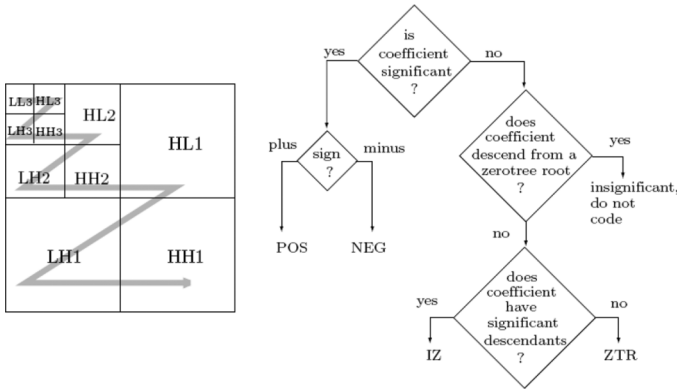 LL3 HL3
HL2
LH3 HH3
HL1
LH2 HH2
LH1 HH1
is
coefficient
significant
?
yes
no
plus
sign
?
minus
POS
NEG
does
coefficient
descend from a
zerotree root
?
yes
insignificant,
do not
code
no
does
coefficient
have
significant
descendants
?
yes
no
IZ
ZTR